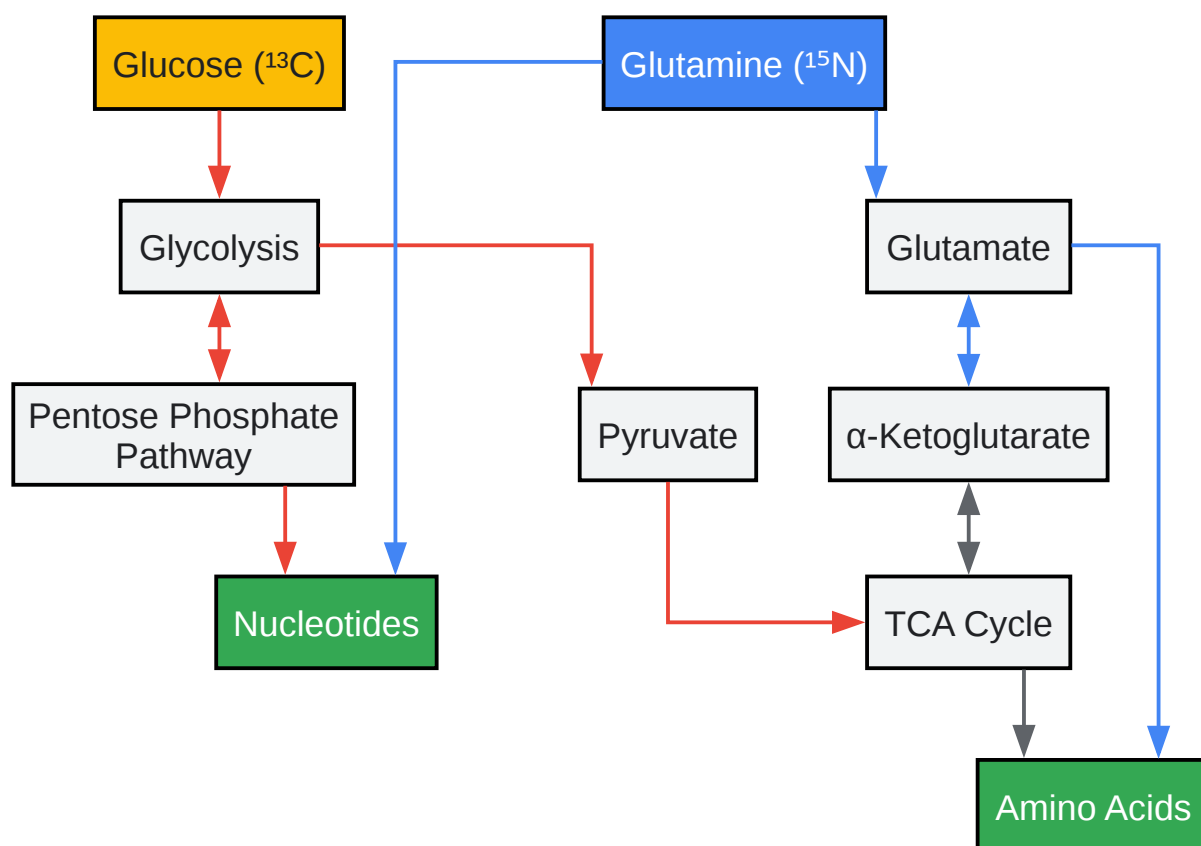 Glucose (¹³C)
Glutamine (¹⁵N)
Glycolysis
Glutamate
Pentose Phosphate
Pathway
Pyruvate
α-Ketoglutarate
Nucleotides
TCA Cycle
Amino Acids